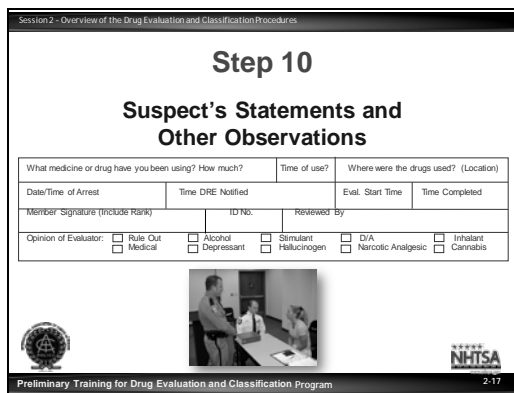 Session 2 – Overview of the Drug Evaluation and Classification Procedures
Step 10
Suspect's Statements and
Other Observations
What medicine or drug have you been using? How much? Time of use? Where were the drugs used? (Location)
Date/Time of Arrest Time DRE Notified Eval. Start Time Time Completed
Member Signature (Include Rank) ID No. Reviewed By
Opinion of Evaluator: Rule Out Alcohol Stimulant D/A Inhalant
Medical Depressant Hallucinogen Narcotic Analgesic Cannabis
NHTSA
Preliminary Training for Drug Evaluation and Classification Program 2-17